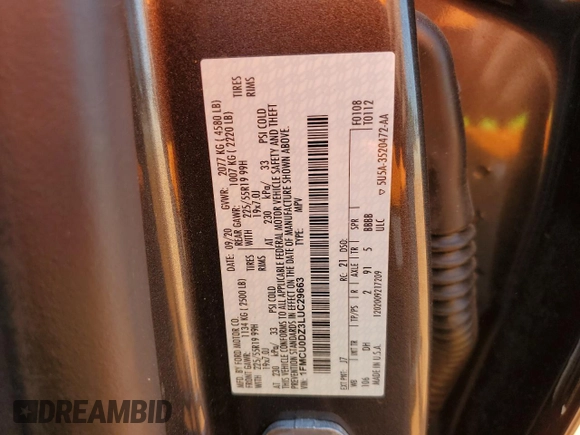 MFD. BY FORD MOTOR CO.
09/20 GVWR: 2077 KG ( 4580 LB)
FRONT GAWR: 1134 KG ( 2500 LB) REAR GAWR: 1007 KG ( 2220 LB)
WITH 225/55R19 99H TIRES WITH 225/55R19 99H TIRES
19x7.0J RIMS 19x7.0J RIMS
AT 230 kPa/ 33 PSI COLD AT 230 kPa/ 33 PSI COLD
THIS VEHICLE CONFORMS TO ALL APPLICABLE FEDERAL MOTOR VEHICLE SAFETY AND THEFT
PREVENTION STANDARDS IN EFFECT ON THE DATE OF MANUFACTURE SHOWN ABOVE.
VIN: 1FMCU0DZ3LUC29663 TYPE: MPV
F0108
T0112
EXT PNT: J7 RC: 21 DSO:
WB INT TR TP/PS R AXLE TR SPR
106 DH 2 91 5 BBBB
MADE IN U.S.A. ULC
1202009217209
5U5A-3520472-AA
DREAMBID